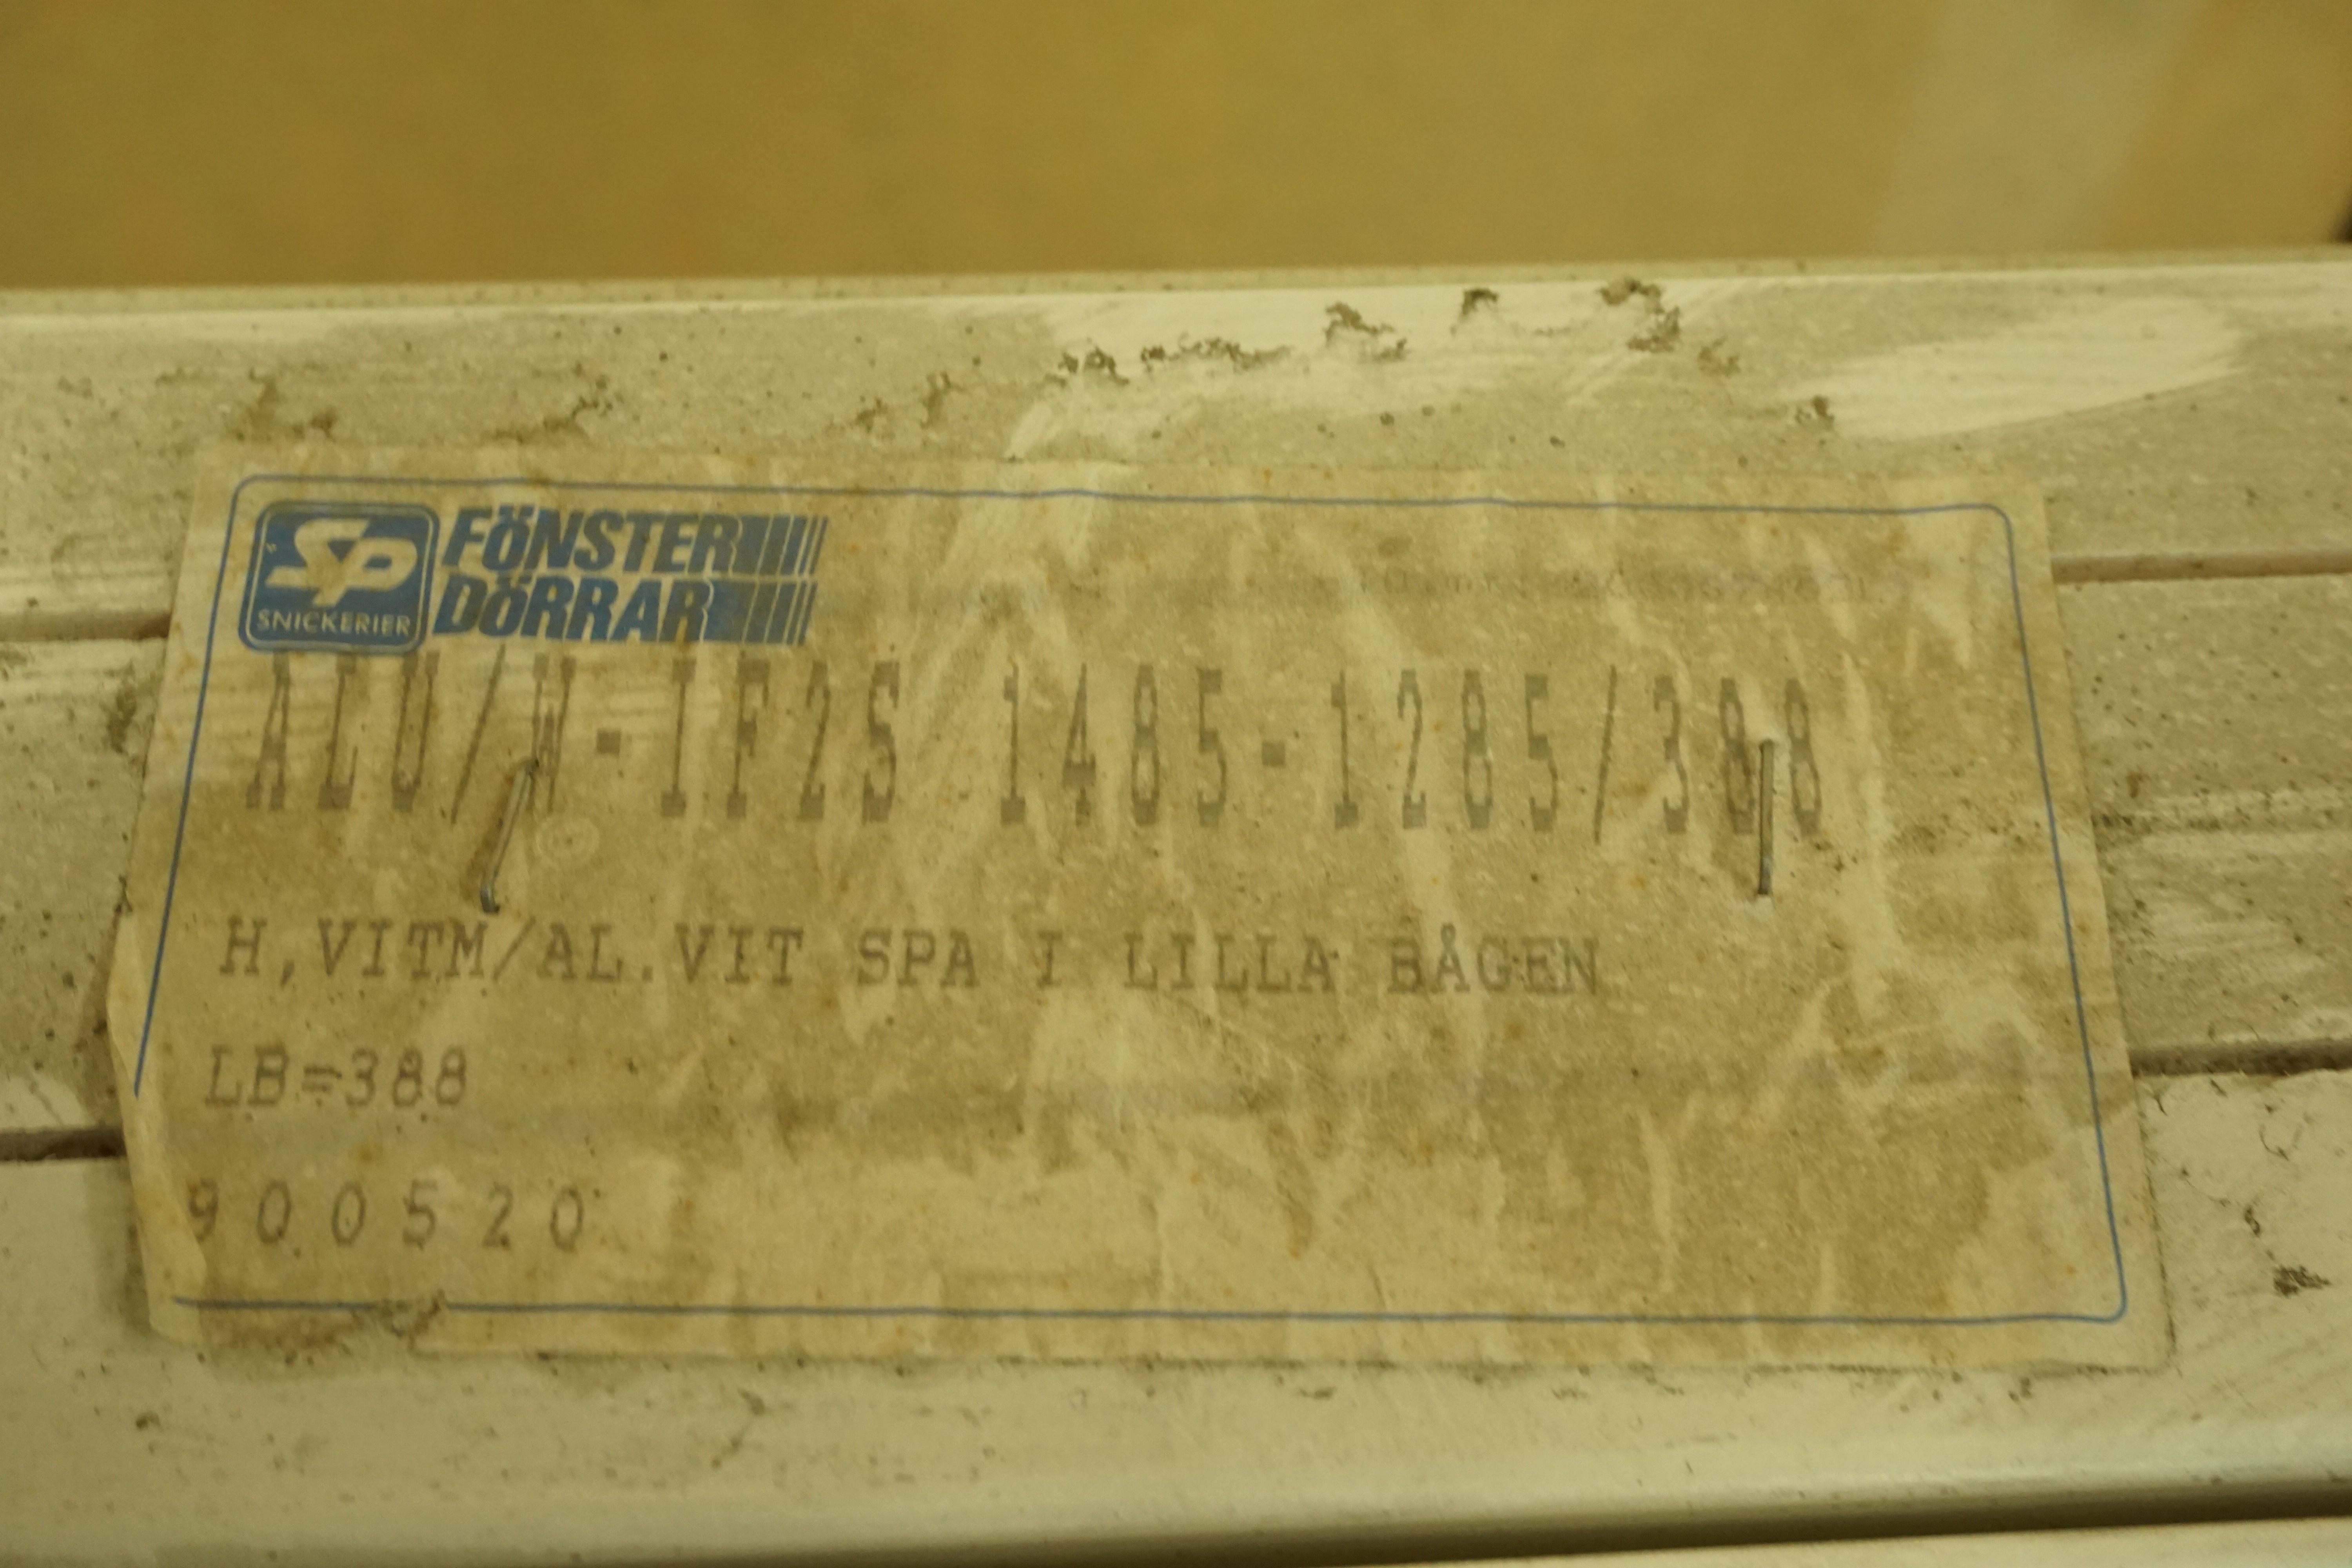 SP
SNICKERIER
FÖNSTER
DÖRRAR
ALU/W-IF2S 1485-1285/388
H,VITM/AL.VIT SPA I LILLA BÅGEN
LB=388
900520